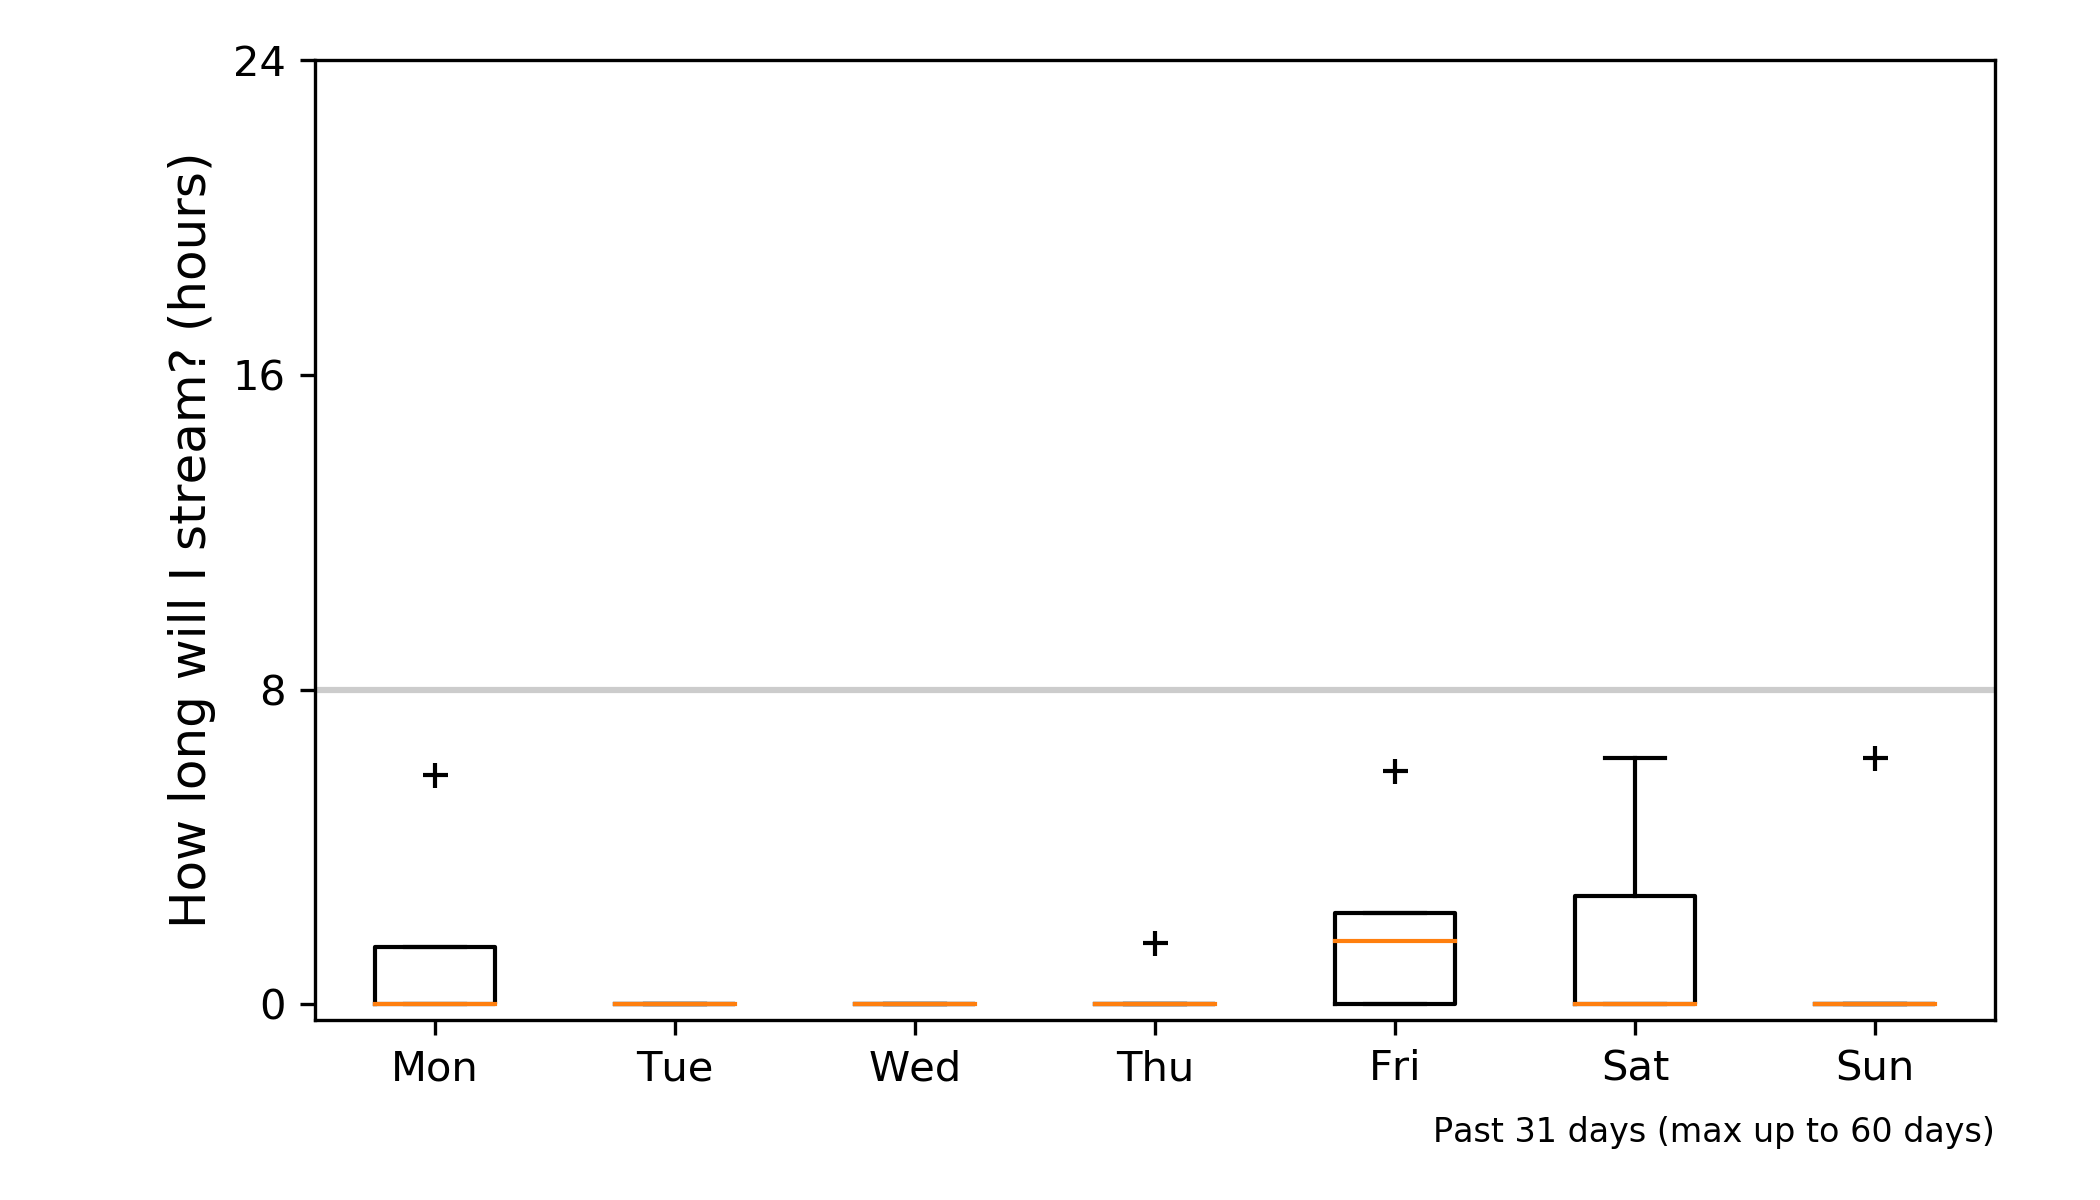 How long will I stream? (hours)
24
16
8
0
Mon Tue Wed Thu Fri Sat Sun
Past 31 days (max up to 60 days)